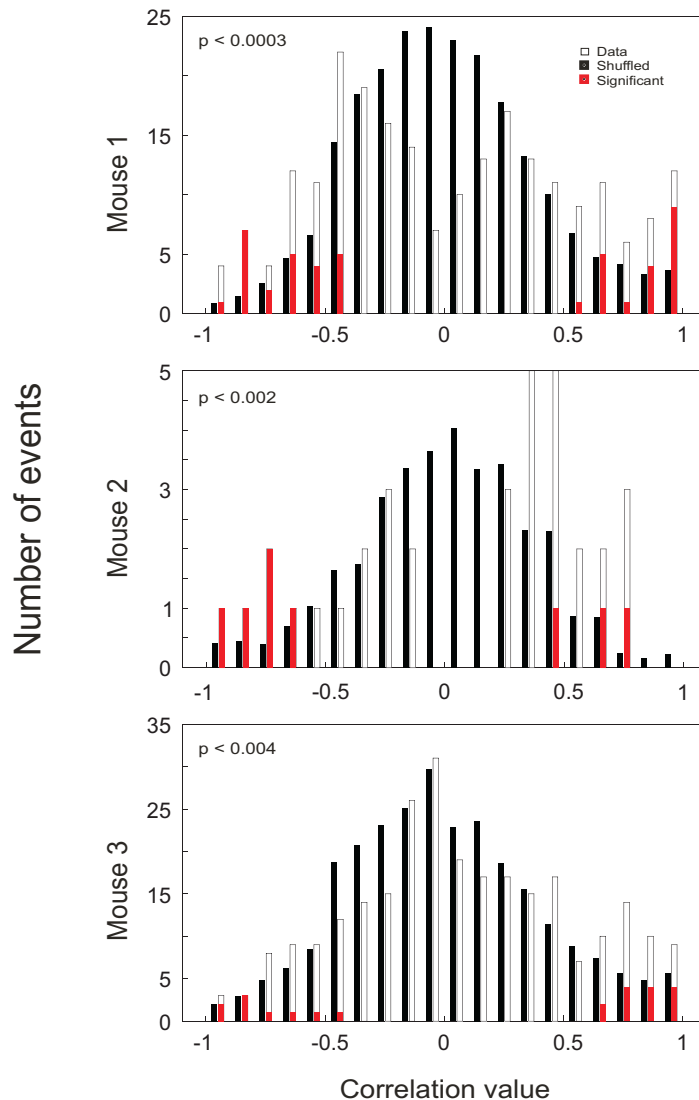 Number of events
Mouse 1
25
15
5
0
p < 0.0003
Data
Shuffled
Significant
-1
-0.5
0
0.5
1
Mouse 2
5
3
1
0
p < 0.002
-1
-0.5
0
0.5
1
Mouse 3
35
25
15
5
0
p < 0.004
-1
-0.5
0
0.5
1
Correlation value